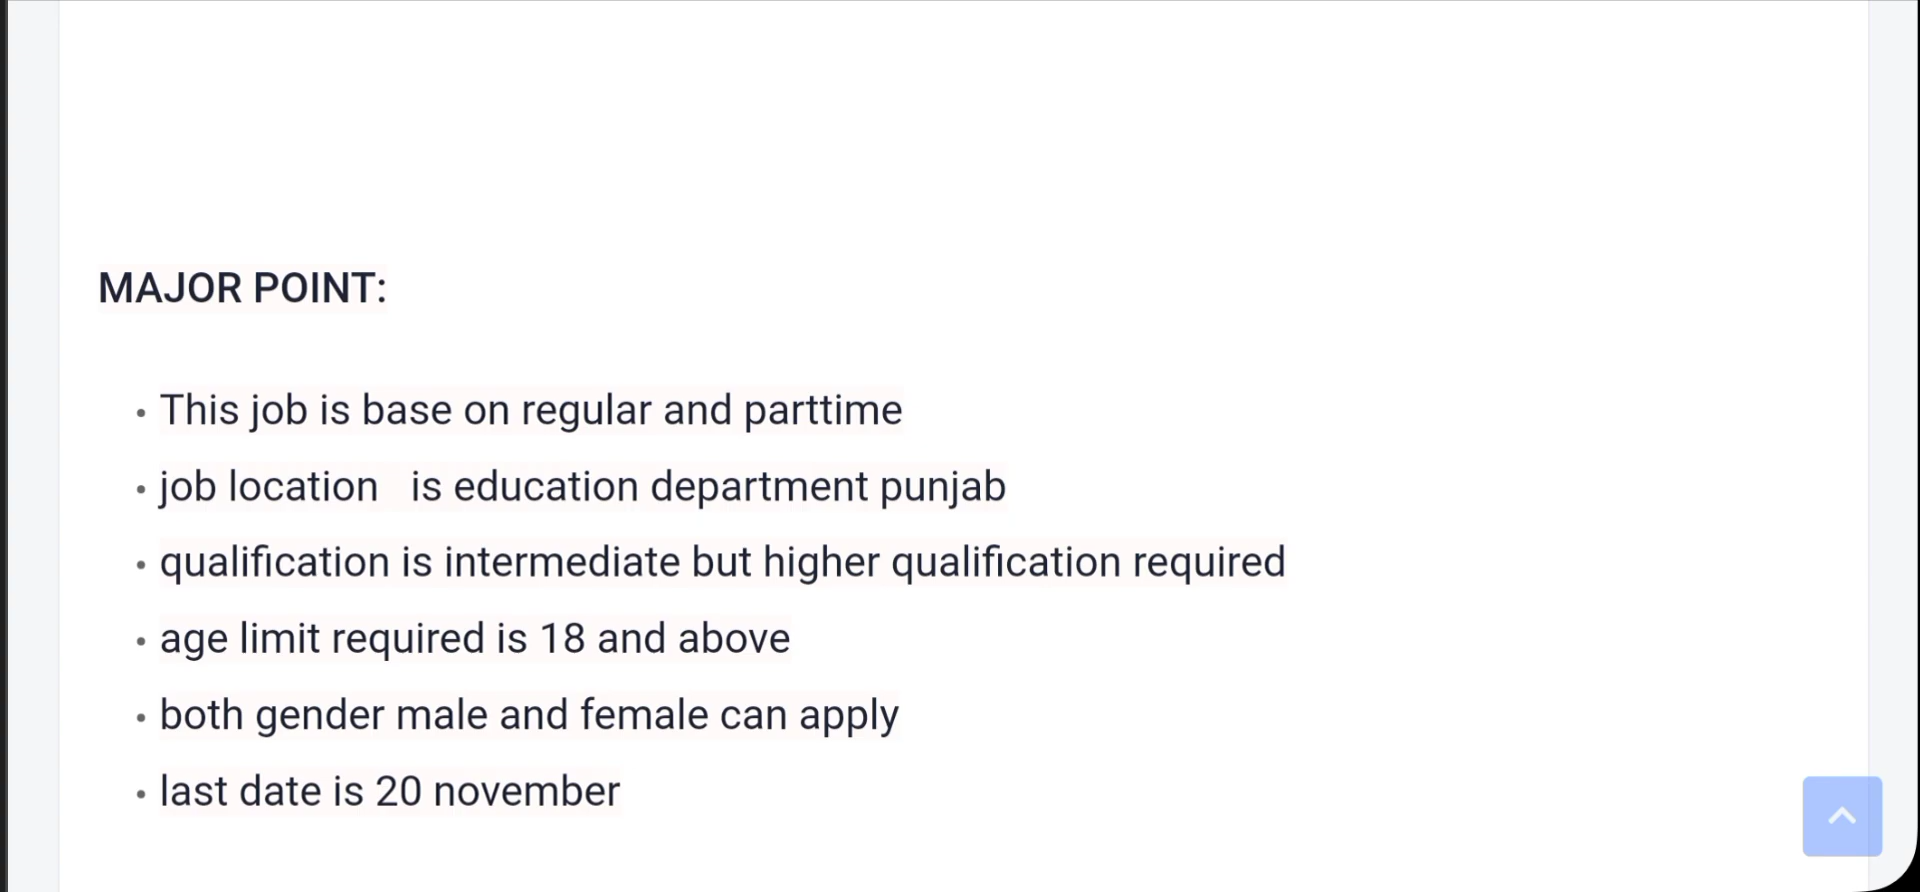 MAJOR POINT:
• This job is base on regular and parttime
• job location   is education department punjab
• qualification is intermediate but higher qualification required
• age limit required is 18 and above
• both gender male and female can apply
• last date is 20 november